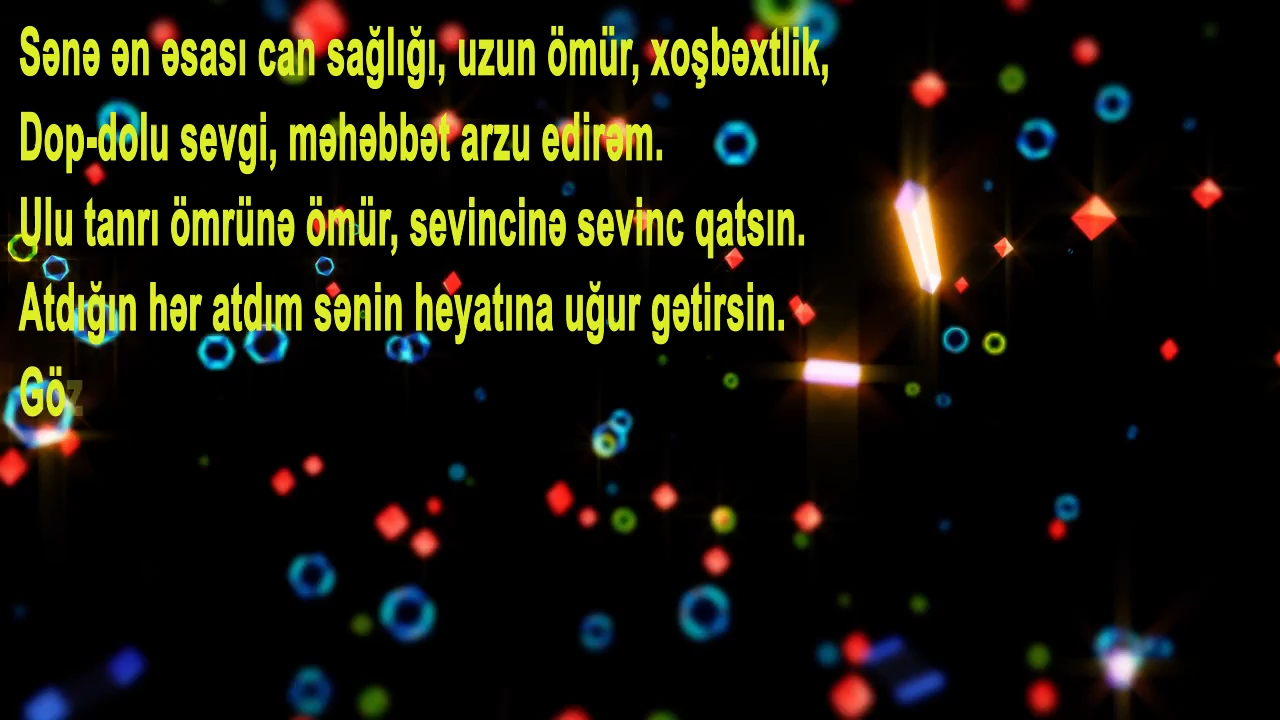 Sənə ən əsası can sağlığı, uzun ömür, xoşbəxtlik,
Dop-dolu sevgi, məhəbbət arzu edirəm.
Ulu tanrı ömrünə ömür, sevincinə sevinc qatsın.
Atdığın hər atdım sənin heyatına uğur gətirsin.
Göz